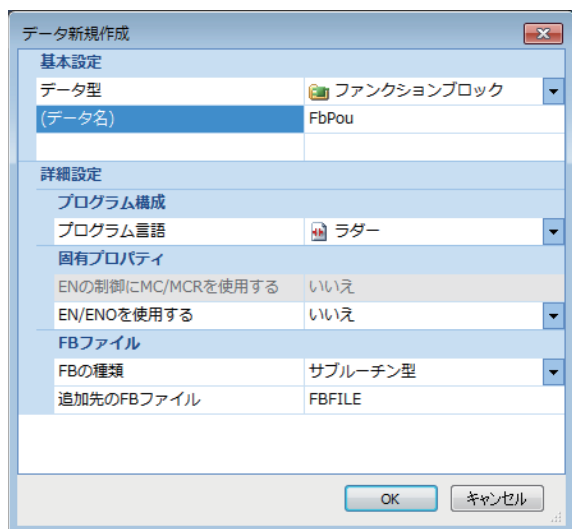 データ新規作成
基本設定
データ型 ファンクションブロック
(データ名) FbPou
詳細設定
プログラム構成
プログラム言語 ラダー
固有プロパティ
ENの制御にMC/MCRを使用する いいえ
EN/ENOを使用する いいえ
FBファイル
FBの種類 サブルーチン型
追加先のFBファイル FBFILE
OK キャンセル